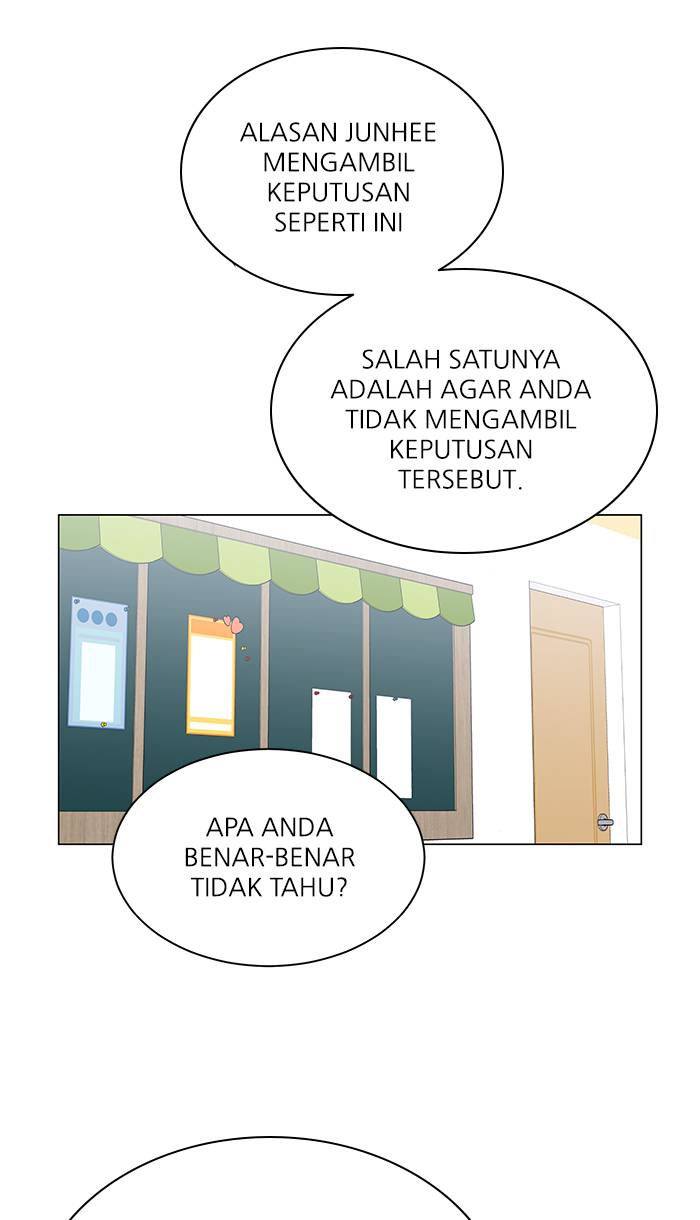 ALASAN JUNHEE
MENGAMBIL
KEPUTUSAN
SEPERTI INI
SALAH SATUNYA
ADALAH AGAR ANDA
TIDAK MENGAMBIL
KEPUTUSAN
TERSEBUT.
APA ANDA
BENAR-BENAR
TIDAK TAHU?